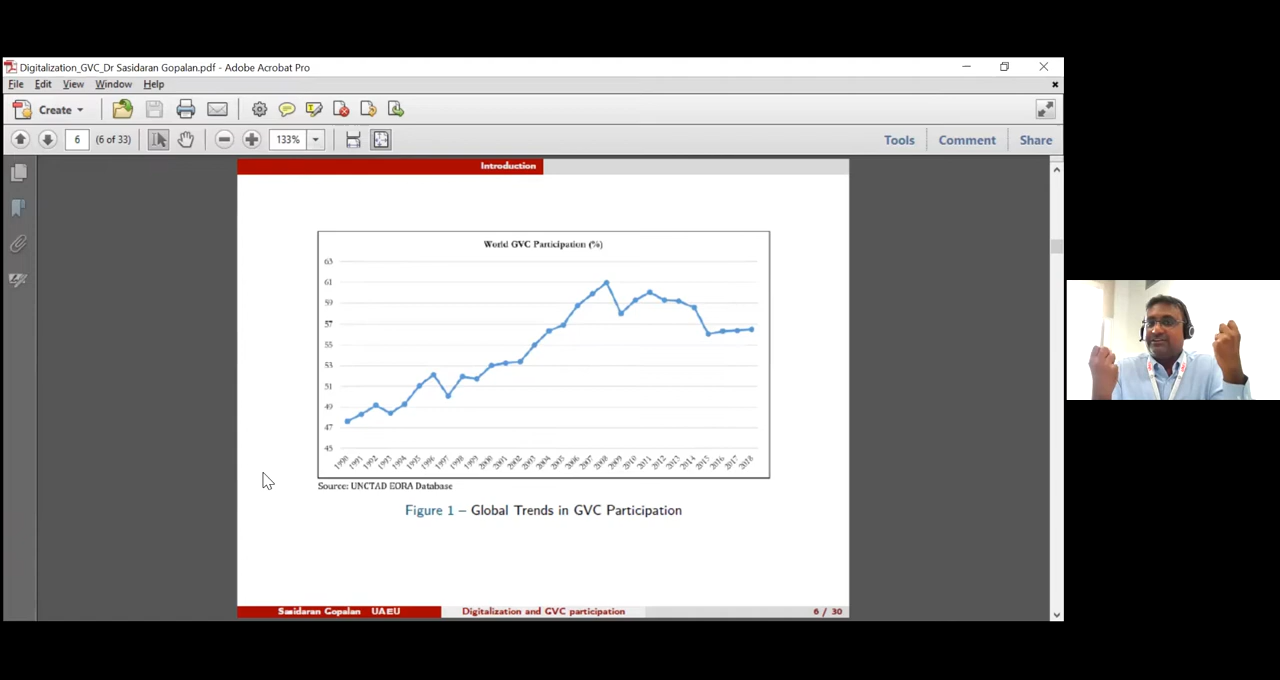 Digitalization_GVC_Dr Sasidaran Gopalan.pdf - Adobe Acrobat Pro
File Edit View Window Help
Create
6 (6 of 33) 133% Tools Comment Share
Introduction
World GVC Participation (%)
63
61
59
57
55
53
51
49
47
45
1990 1991 1992 1993 1994 1995 1996 1997 1998 1999 2000 2001 2002 2003 2004 2005 2006 2007 2008 2009 2010 2011 2012 2013 2014 2015 2016 2017 2018
Source: UNCTAD EORA Database
Figure 1 – Global Trends in GVC Participation
Sasidaran Gopalan UAEU Digitalization and GVC participation 6 / 30